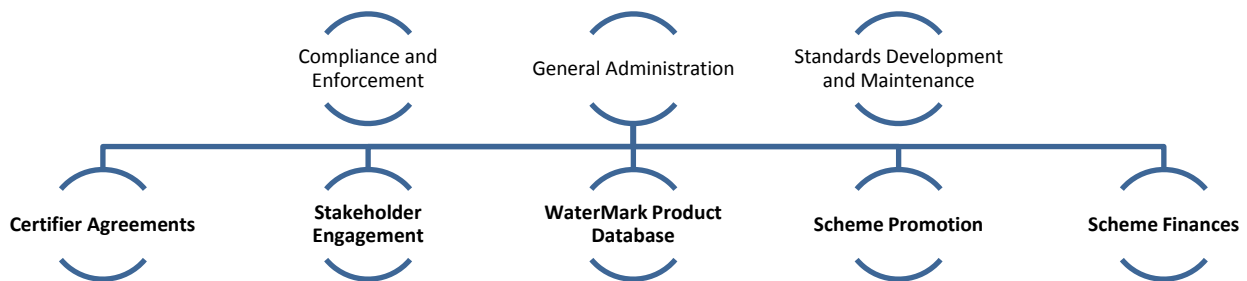 Compliance and
Enforcement
General Administration
Standards Development
and Maintenance
Certifier Agreements
Stakeholder
Engagement
WaterMark Product
Database
Scheme Promotion
Scheme Finances